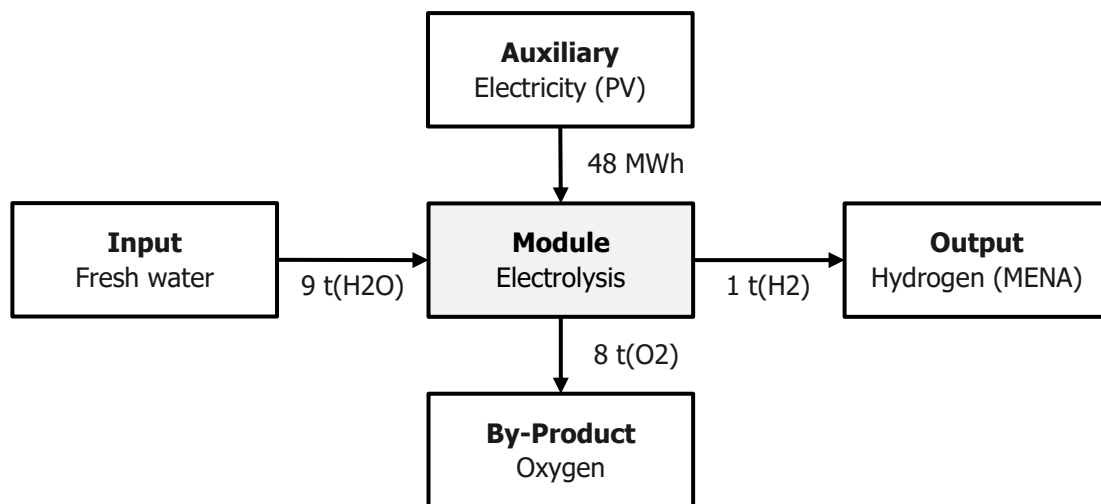 Auxiliary
Electricity (PV)
48 MWh
Input
Fresh water
9 t(H2O)
Module
Electrolysis
1 t(H2)
Output
Hydrogen (MENA)
8 t(O2)
By-Product
Oxygen